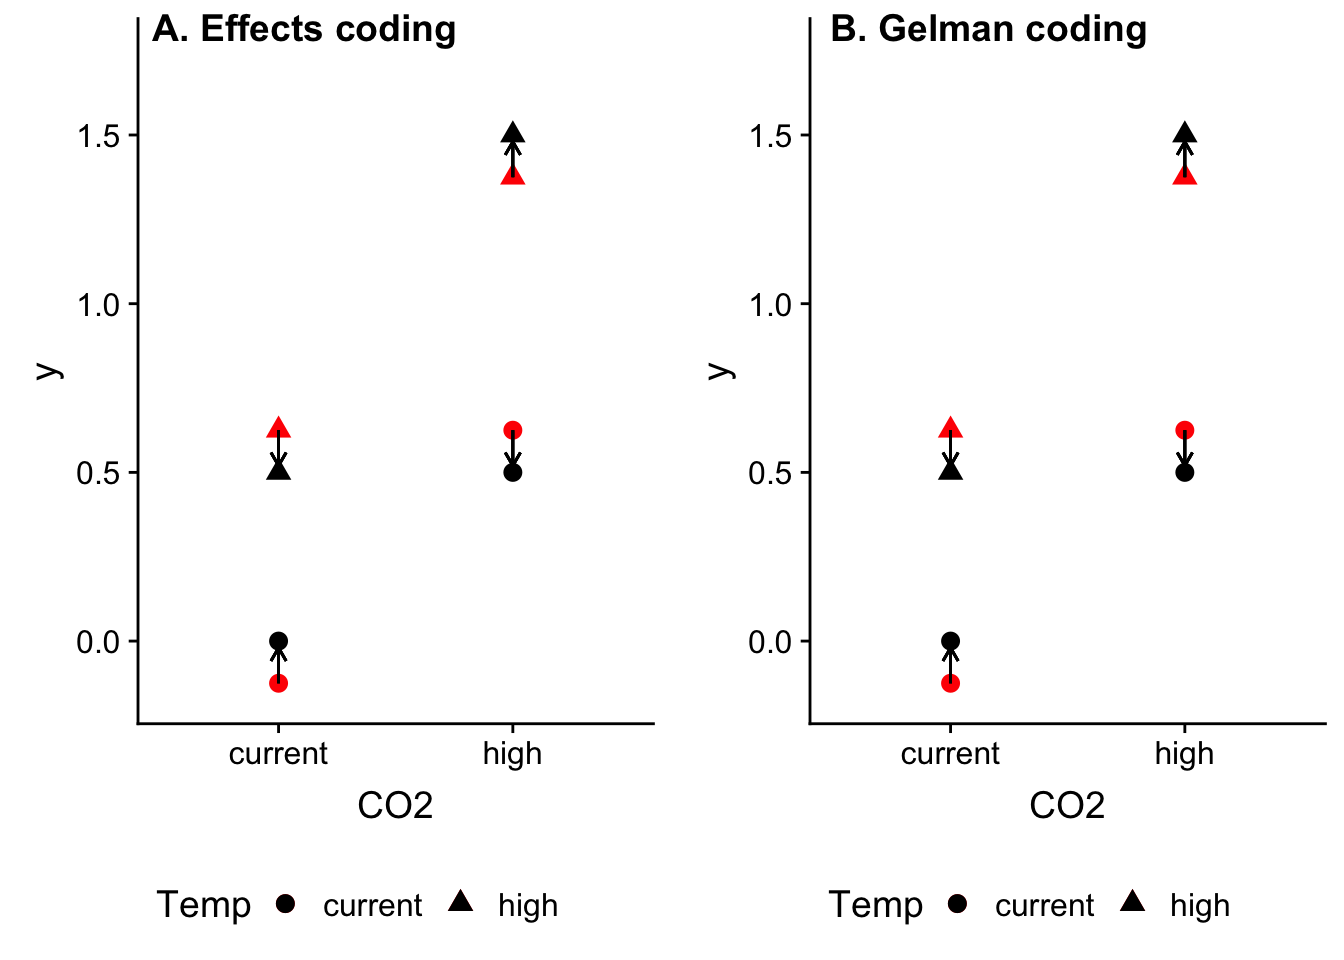 A. Effects coding
1.5
1.0
0.5
0.0
y
current high
CO2
Temp current high
B. Gelman coding
1.5
1.0
0.5
0.0
y
current high
CO2
Temp current high